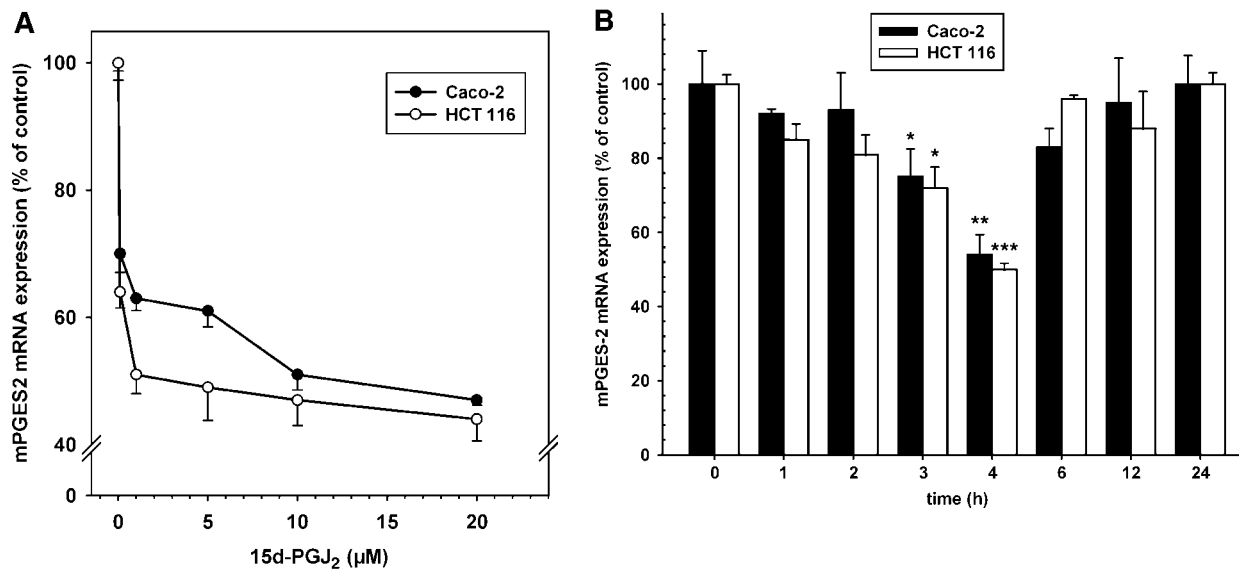 A
mPGES2 mRNA expression (% of control)
100
80
60
40
0
Caco-2
HCT 116
0 5 10 15 20
15d-PGJ₂ (µM)
B
mPGES-2 mRNA expression (% of control)
100
80
60
40
20
0
Caco-2
HCT 116
* *
** ***
0 1 2 3 4 6 12 24
time (h)